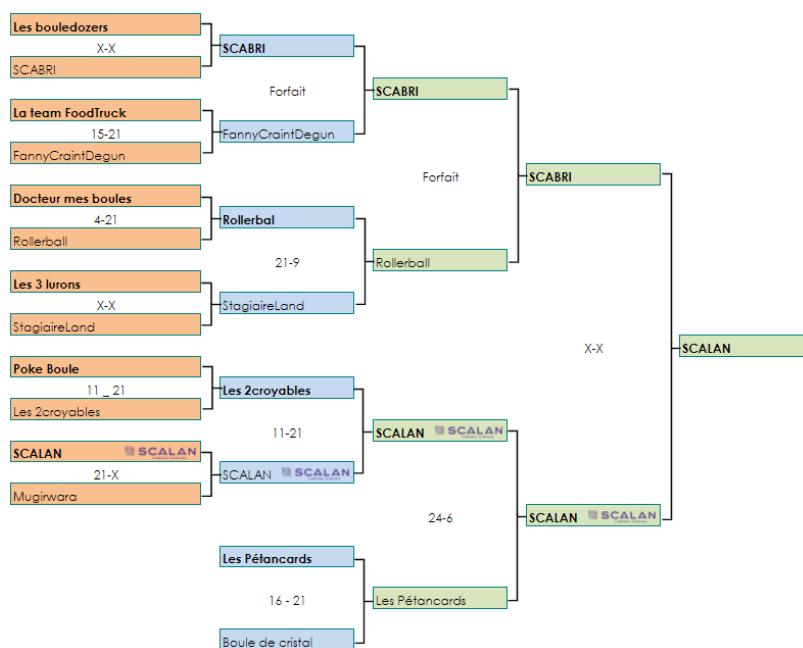 Les bouledozers
X-X
SCABRI
SCABRI
Forfait
SCABRI
La team FoodTruck
15-21
FannyCraintDegun
FannyCraintDegun
Forfait
SCABRI
Docteur mes boules
4-21
Rollerball
Rollerbal
21-9
Rollerball
Les 3 lurons
X-X
StagiaireLand
StagiaireLand
X-X
SCALAN
Poke Boule
11 _ 21
Les 2croyables
Les 2croyables
11-21
SCALAN SCALAN
SCALAN SCALAN
21-X
Mugirwara
SCALAN SCALAN
24-6
SCALAN SCALAN
Les Pétancards
16 - 21
Les Pétancards
Boule de cristal